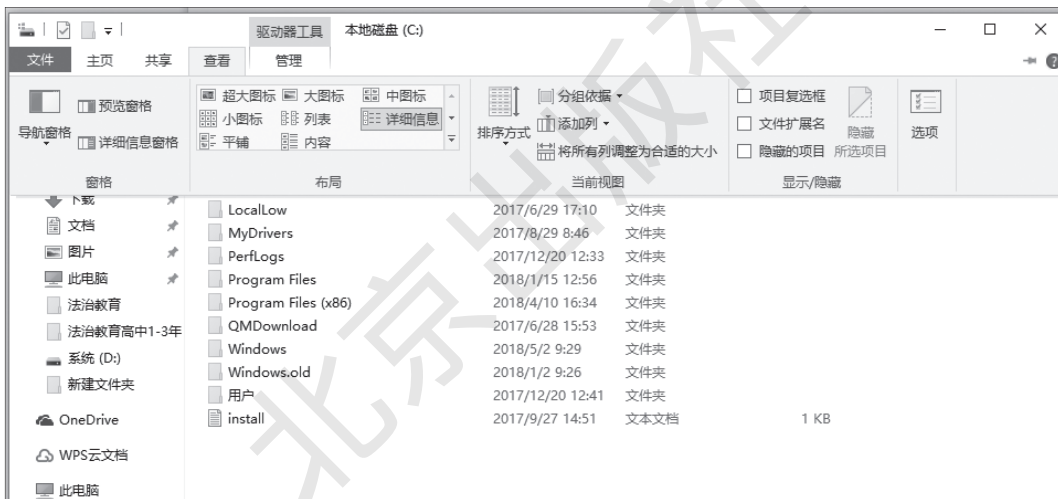 驱动器工具 本地磁盘 (C:)
文件 主页 共享 查看 管理
导航窗格
预览窗格
详细信息窗格
窗格
超大图标 大图标 中图标
小图标 列表 详细信息
平铺 内容
布局
排序方式
分组依据
添加列
将所有列调整为合适的大小
当前视图
项目复选框
文件扩展名
隐藏的项目
隐藏
所选项目
显示/隐藏
选项
下载
文档
图片
此电脑
法治教育
法治教育高中1-3年
系统 (D:)
新建文件夹
OneDrive
WPS云文档
此电脑
LocalLow 2017/6/29 17:10 文件夹
MyDrivers 2017/8/29 8:46 文件夹
PerfLogs 2017/12/20 12:33 文件夹
Program Files 2018/1/15 12:56 文件夹
Program Files (x86) 2018/4/10 16:34 文件夹
QMDownload 2017/6/28 15:53 文件夹
Windows 2018/5/2 9:29 文件夹
Windows.old 2018/1/2 9:26 文件夹
用户 2017/12/20 12:41 文件夹
install 2017/9/27 14:51 文本文档 1 KB
北京出版社